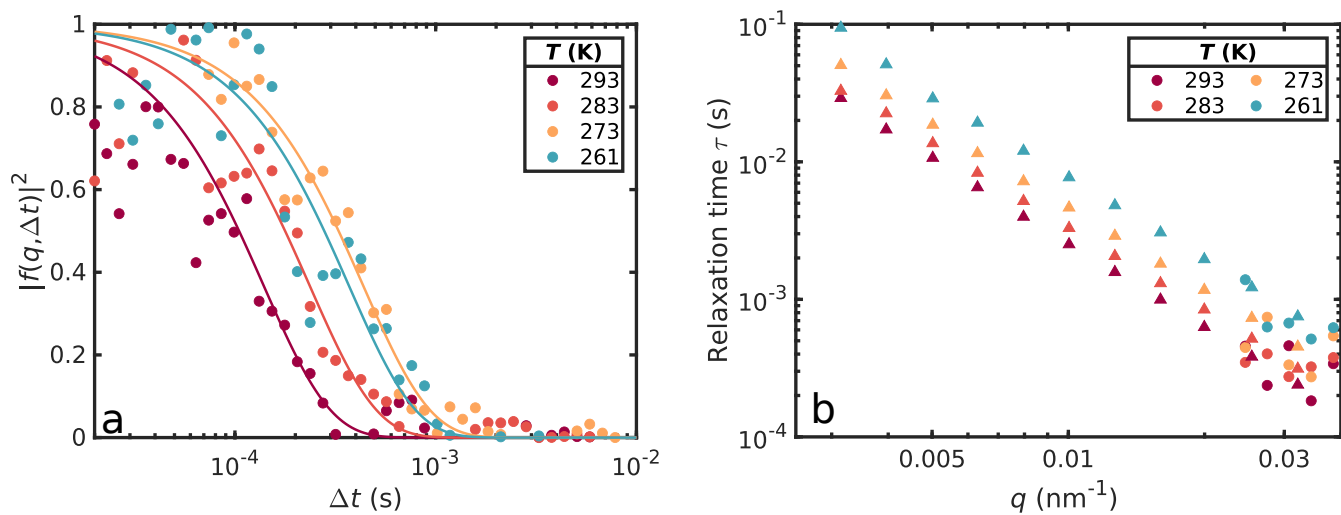 1
0.8
0.6
0.4
0.2
0
|f(q,Δt)|²
T (K)
293
283
273
261
a
10⁻⁴
10⁻³
10⁻²
Δt (s)
10⁻¹
10⁻²
10⁻³
10⁻⁴
Relaxation time τ (s)
T (K)
293 273
283 261
b
0.005
0.01
0.03
q (nm⁻¹)